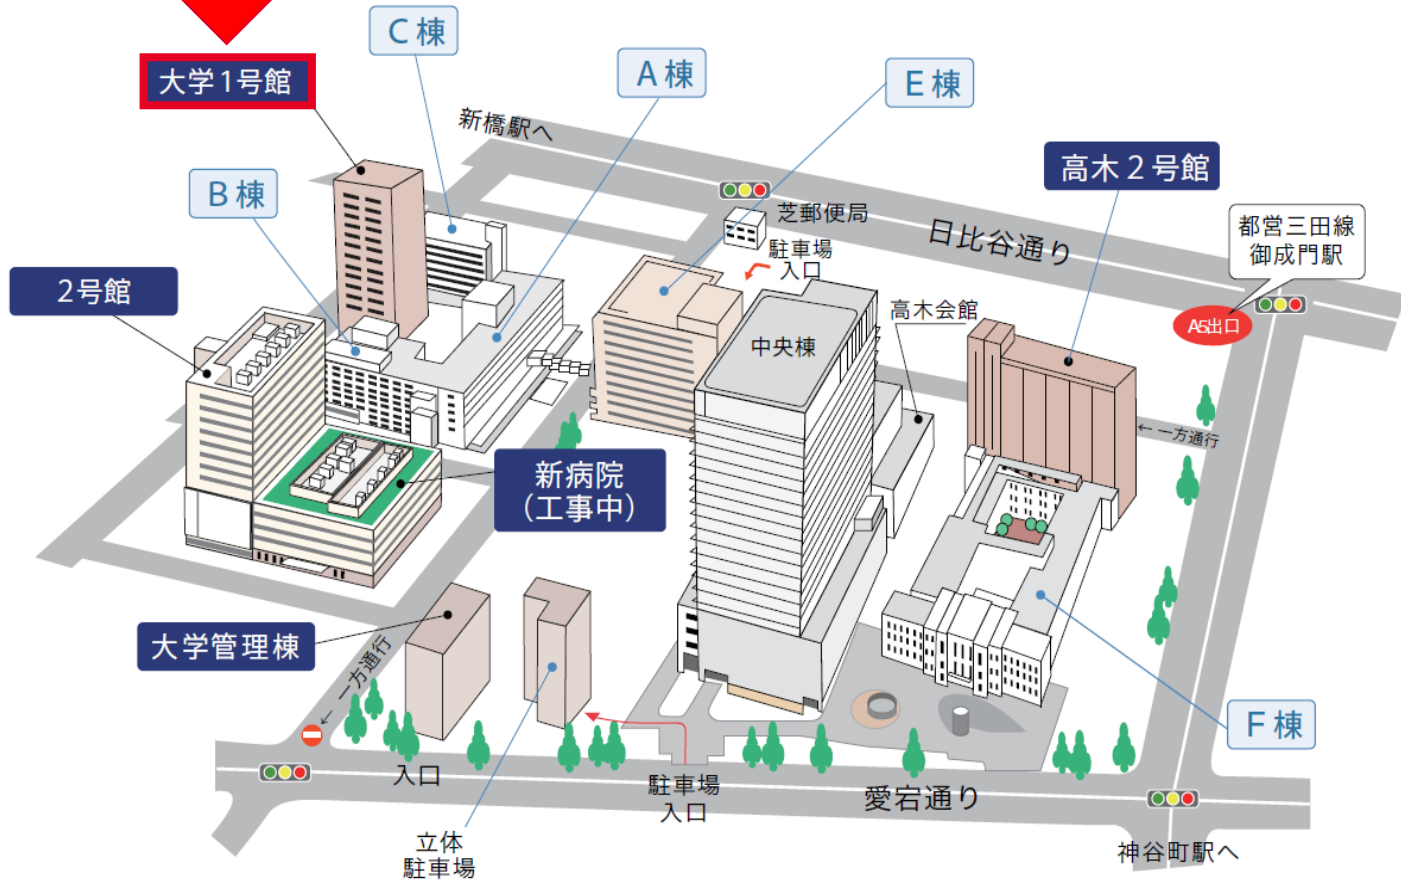 C棟
大学1号館
A棟
E棟
新橋駅へ
高木2号館
B棟
芝郵便局
日比谷通り
都営三田線
御成門駅
駐車場
入口
2号館
高木会館
A5出口
中央棟
←一方通行
新病院
(工事中)
大学管理棟
←一方通行
F棟
入口
駐車場
入口
愛宕通り
立体
駐車場
神谷町駅へ